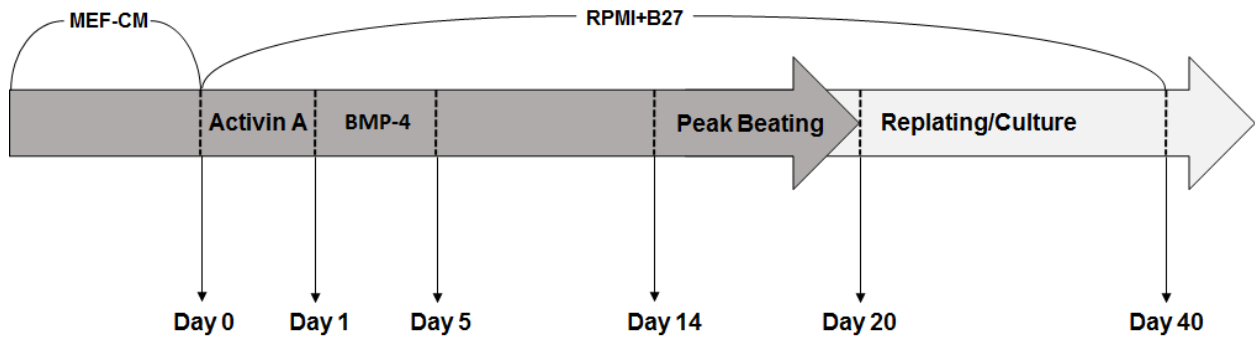 MEF-CM
RPMI+B27
Activin A
BMP-4
Peak Beating
Replating/Culture
Day 0
Day 1
Day 5
Day 14
Day 20
Day 40